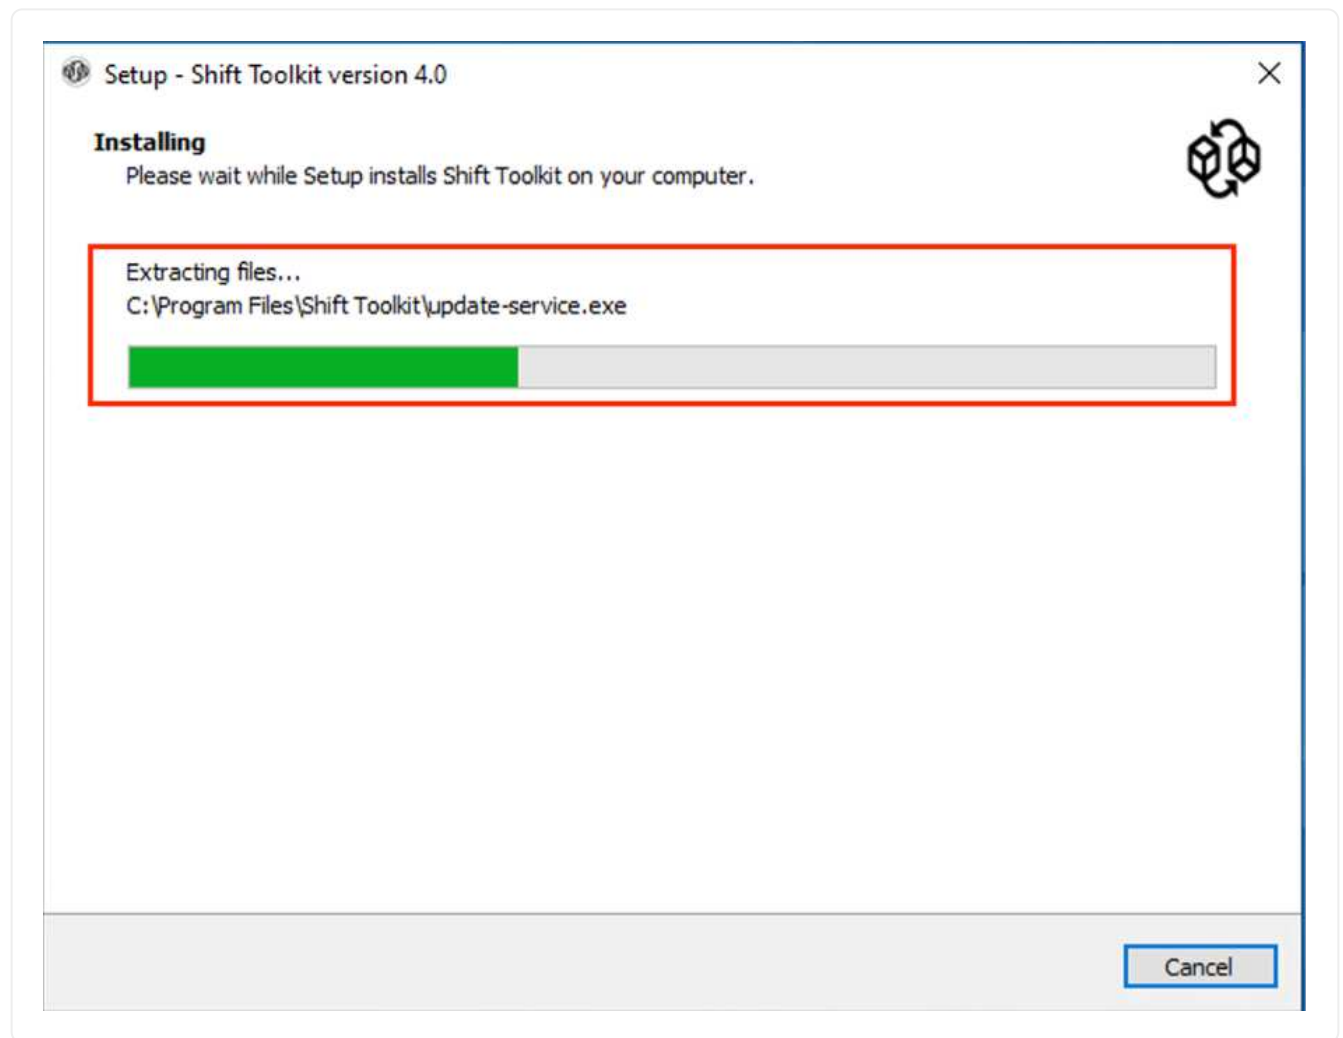 Setup - Shift Toolkit version 4.0
Installing
Please wait while Setup installs Shift Toolkit on your computer.
Extracting files...
C:\Program Files\Shift Toolkit\update-service.exe
Cancel